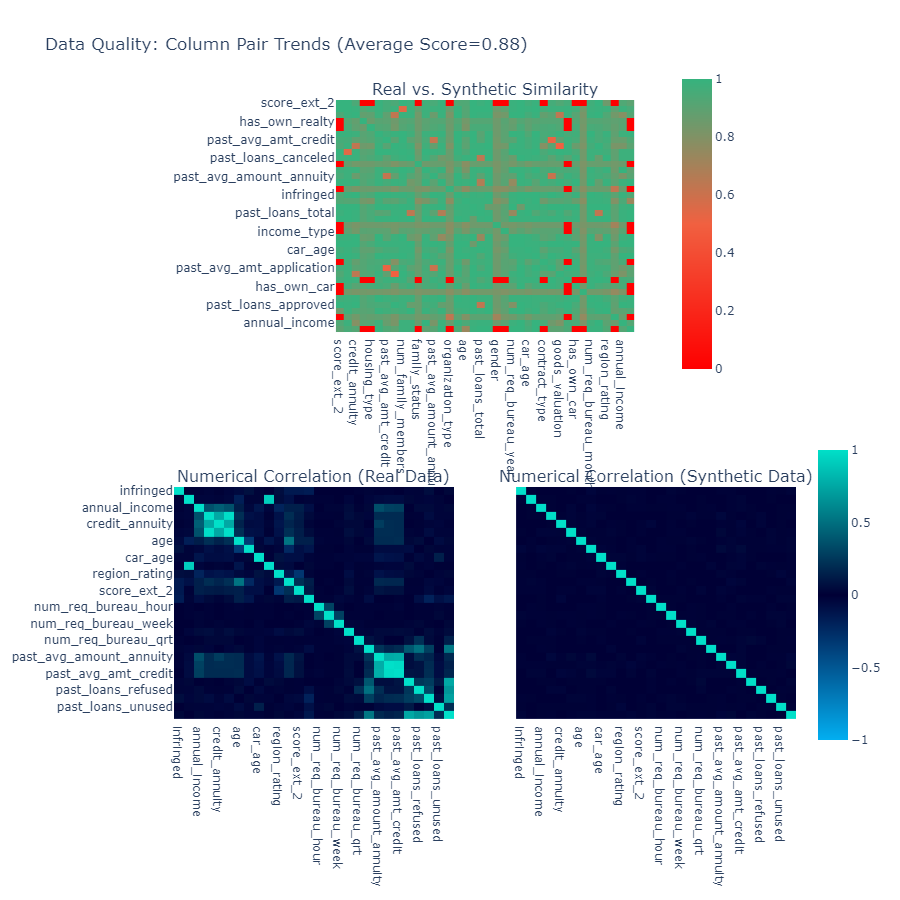 Data Quality: Column Pair Trends (Average Score=0.88)
Real vs. Synthetic Similarity
score_ext_2
has_own_realty
past_avg_amt_credit
past_loans_canceled
past_avg_amount_annuity
infringed
past_loans_total
income_type
car_age
past_avg_amt_application
has_own_car
past_loans_approved
annual_income
1
0.8
0.6
0.4
0.2
0
score_ext_2
credit_annuity
housing_type
past_avg_amt_credit
num_family_members
family_status
past_avg_amount_annu
organization_type
age
past_loans_total
gender
num_req_bureau_year
car_age
contract_type
goods_valuation
has_own_car
num_req_bureau_month
region_rating
annual_income
Numerical Correlation (Real Data)
infringed
annual_income
credit_annuity
age
car_age
region_rating
score_ext_2
num_req_bureau_hour
num_req_bureau_week
num_req_bureau_qrt
past_avg_amount_annuity
past_avg_amt_credit
past_loans_refused
past_loans_unused
infringed
annual_income
credit_annuity
age
car_age
region_rating
score_ext_2
num_req_bureau_hour
num_req_bureau_week
num_req_bureau_qrt
past_avg_amount_annuity
past_avg_amt_credit
past_loans_refused
past_loans_unused
Numerical Correlation (Synthetic Data)
1
0.5
0
−0.5
−1
infringed
annual_income
credit_annuity
age
car_age
region_rating
score_ext_2
num_req_bureau_hour
num_req_bureau_week
num_req_bureau_qrt
past_avg_amount_annuity
past_avg_amt_credit
past_loans_refused
past_loans_unused